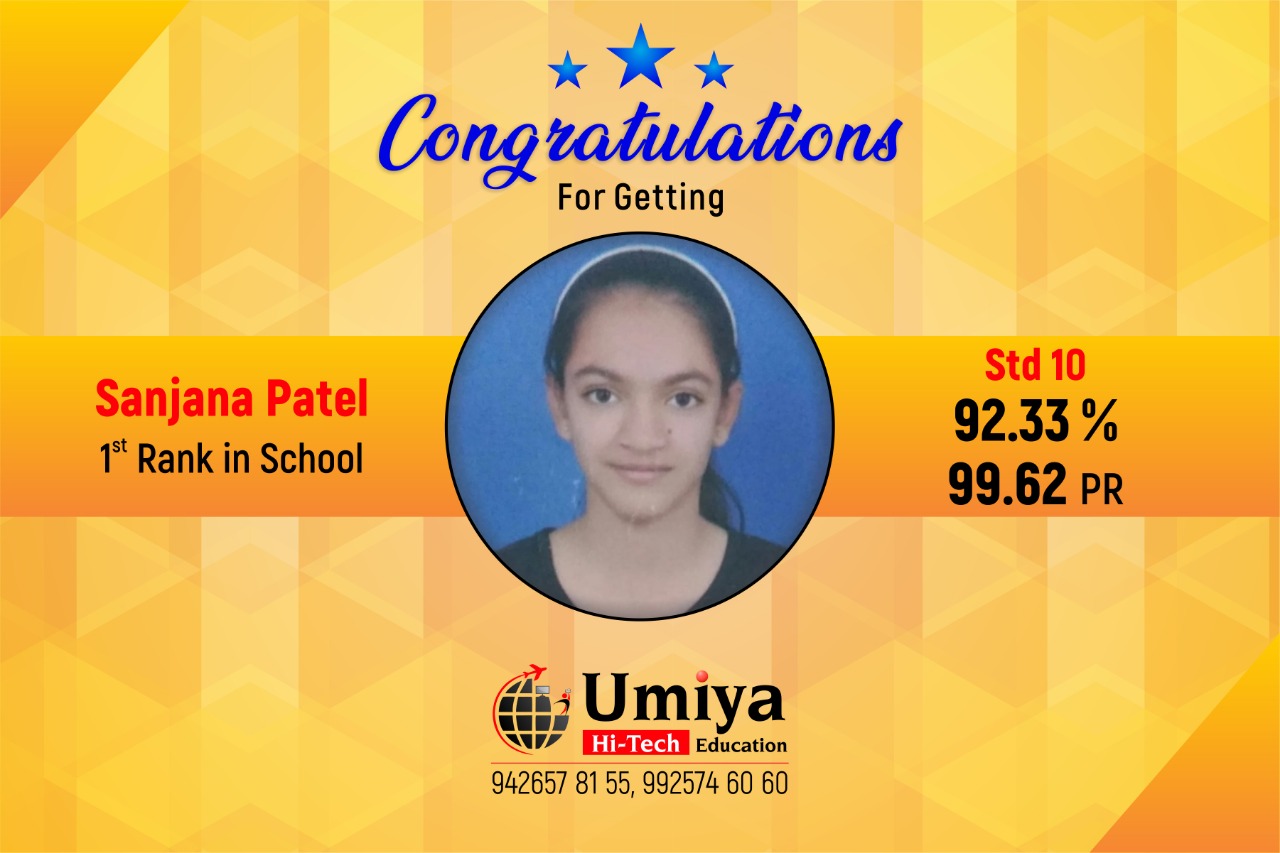 Congratulations
For Getting
Sanjana Patel
1st Rank in School
Std 10
92.33 %
99.62 PR
Umiya
Hi-Tech Education
942657 81 55, 992574 60 60